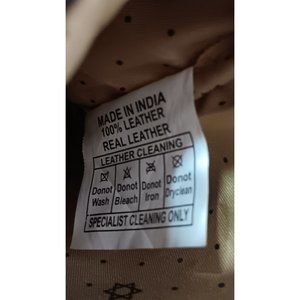 MADE IN INDIA
100% LEATHER
REAL LEATHER
LEATHER CLEANING
Donot Wash
Donot Bleach
Donot Iron
Donot Dryclean
SPECIALIST CLEANING ONLY